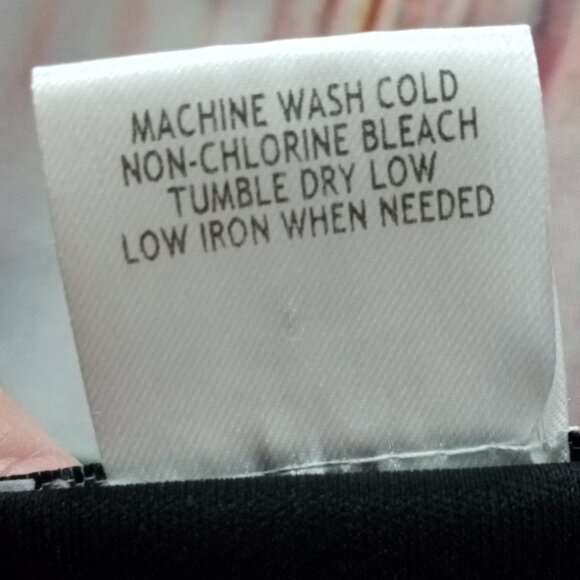 MACHINE WASH COLD
NON-CHLORINE BLEACH
TUMBLE DRY LOW
LOW IRON WHEN NEEDED